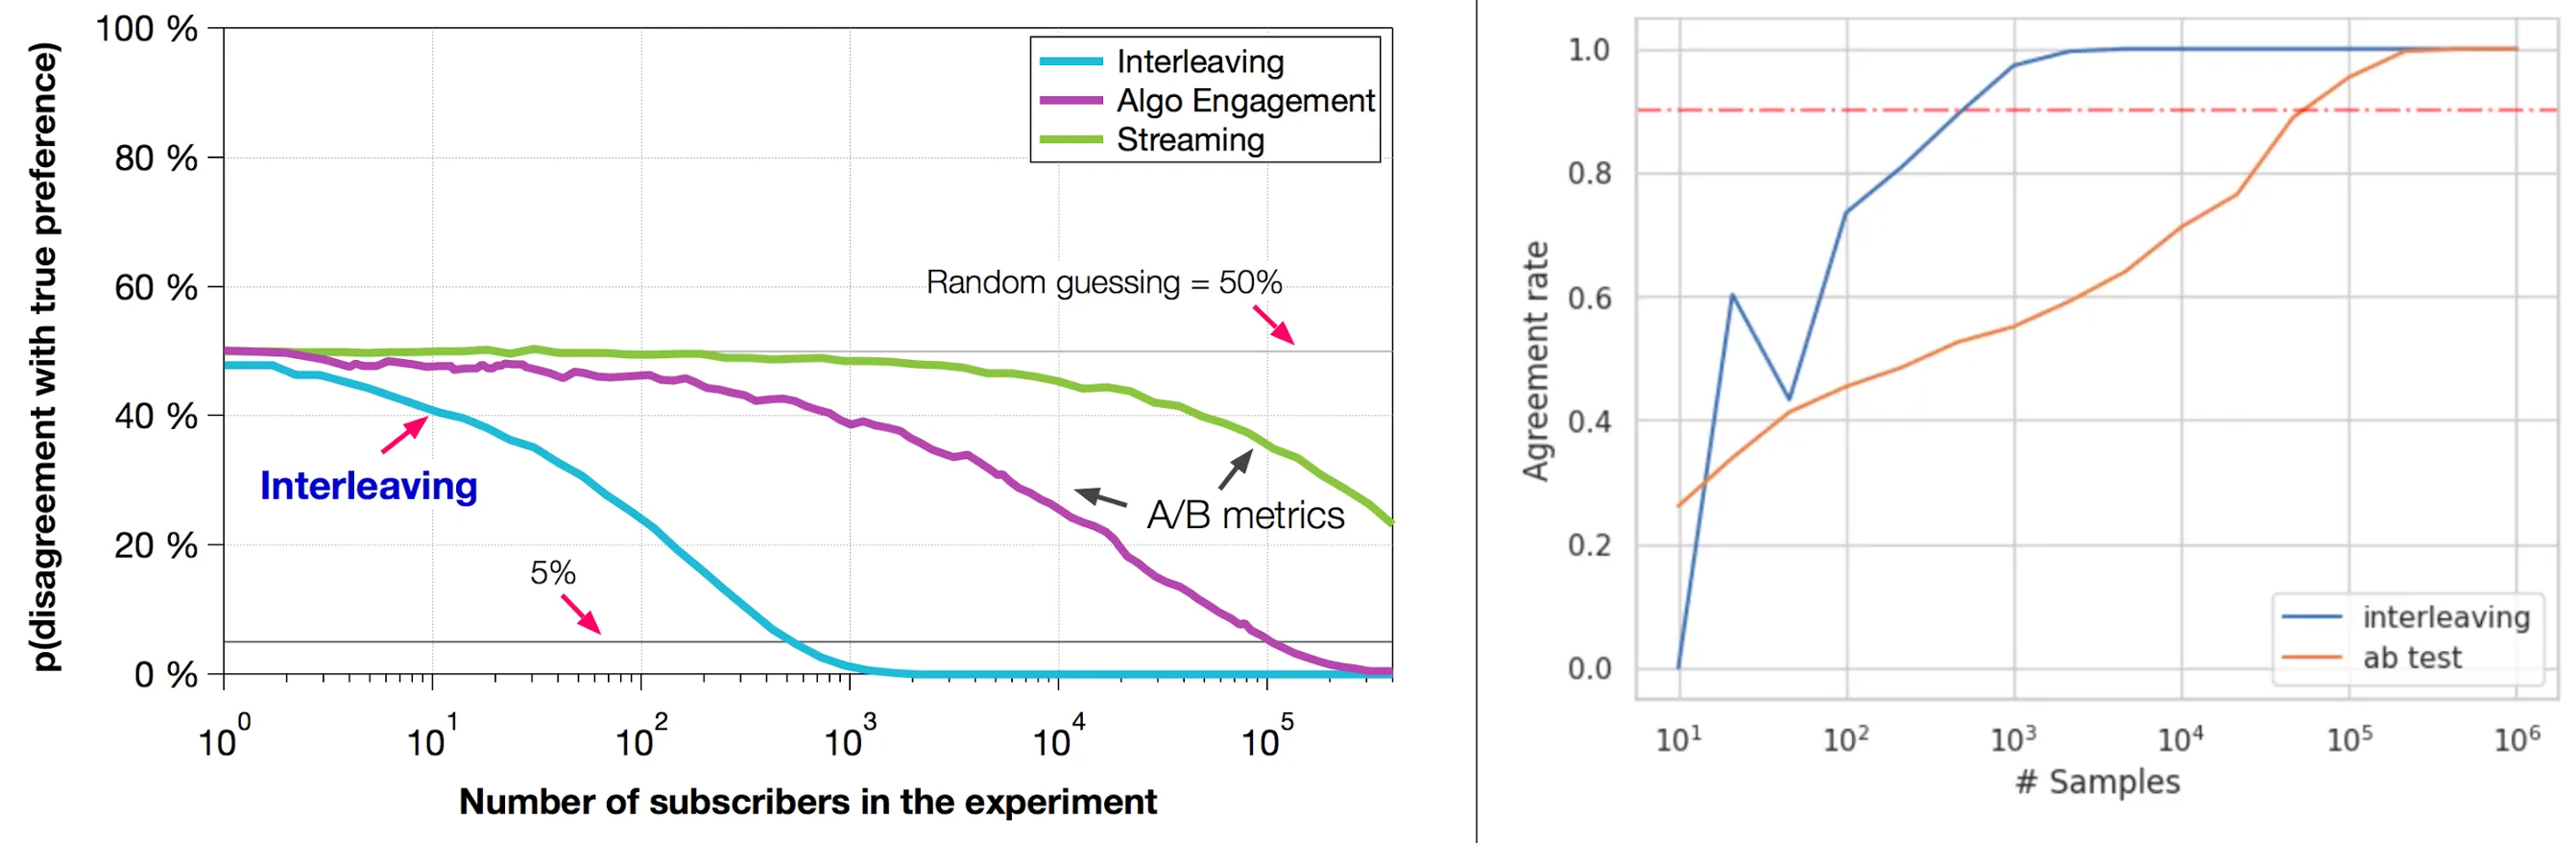 p(disagreement with true preference)
100 %
80 %
60 %
40 %
20 %
0 %
Interleaving
Algo Engagement
Streaming
Random guessing = 50%
Interleaving
A/B metrics
5%
10^0 10^1 10^2 10^3 10^4 10^5
Number of subscribers in the experiment
Agreement rate
1.0
0.8
0.6
0.4
0.2
0.0
interleaving
ab test
10^1 10^2 10^3 10^4 10^5 10^6
# Samples